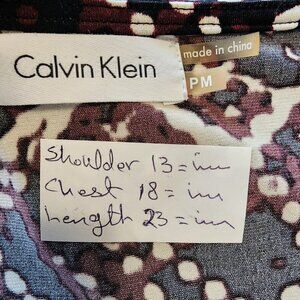 Calvin Klein
made in china
PM
Shoulder 13 = in
Chest 18 = in
Length 23 = in